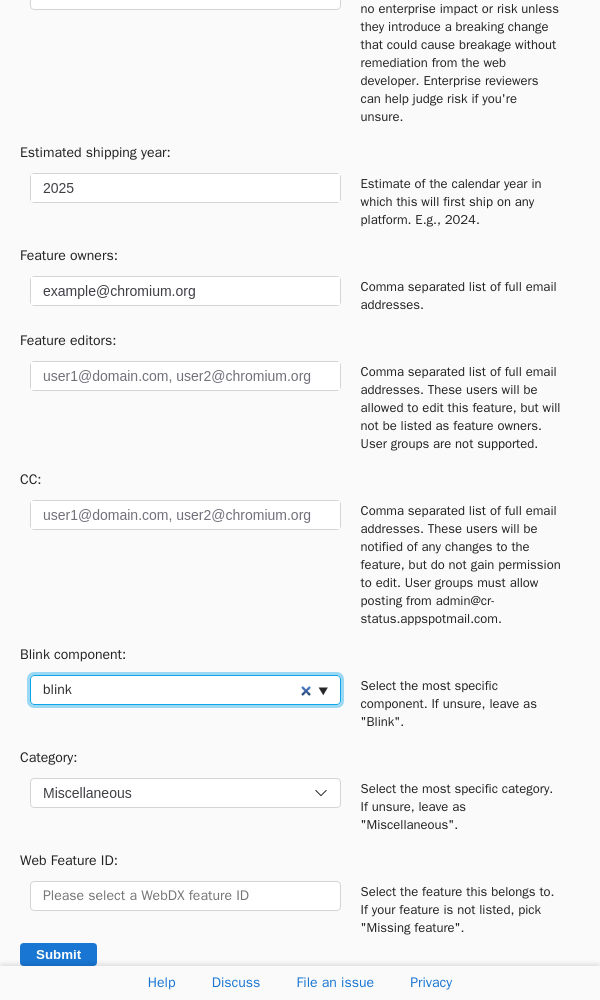 no enterprise impact or risk unless
they introduce a breaking change
that could cause breakage without
remediation from the web
developer. Enterprise reviewers
can help judge risk if you're
unsure.
Estimated shipping year:
2025
Estimate of the calendar year in
which this will first ship on any
platform. E.g., 2024.
Feature owners:
example@chromium.org
Comma separated list of full email
addresses.
Feature editors:
user1@domain.com, user2@chromium.org
Comma separated list of full email
addresses. These users will be
allowed to edit this feature, but will
not be listed as feature owners.
User groups are not supported.
CC:
user1@domain.com, user2@chromium.org
Comma separated list of full email
addresses. These users will be
notified of any changes to the
feature, but do not gain permission
to edit. User groups must allow
posting from admin@cr-
status.appspotmail.com.
Blink component:
blink
Select the most specific
component. If unsure, leave as
"Blink".
Category:
Miscellaneous
Select the most specific category.
If unsure, leave as
"Miscellaneous".
Web Feature ID:
Please select a WebDX feature ID
Select the feature this belongs to.
If your feature is not listed, pick
"Missing feature".
Submit
Help Discuss File an issue Privacy